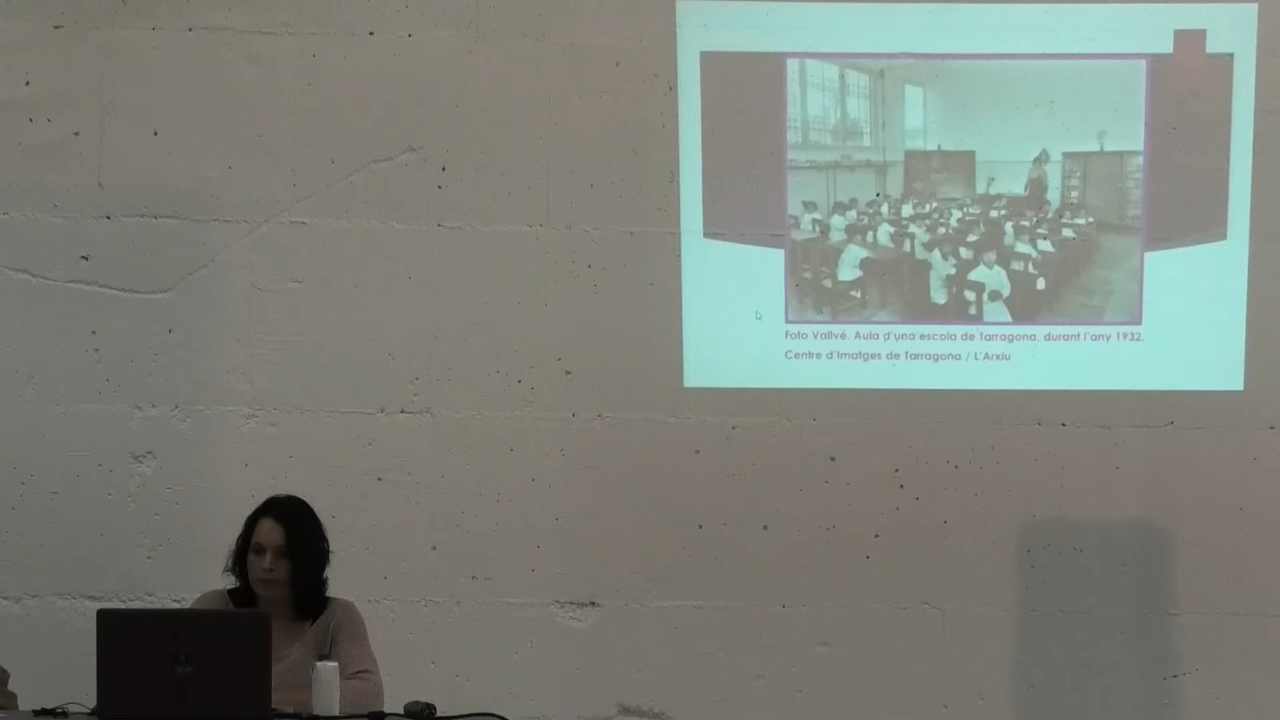 Foto Vallvé. Aula d'una escola de Tarragona, durant l'any 1932.
Centre d'Imatges de Tarragona / L'Arxiu